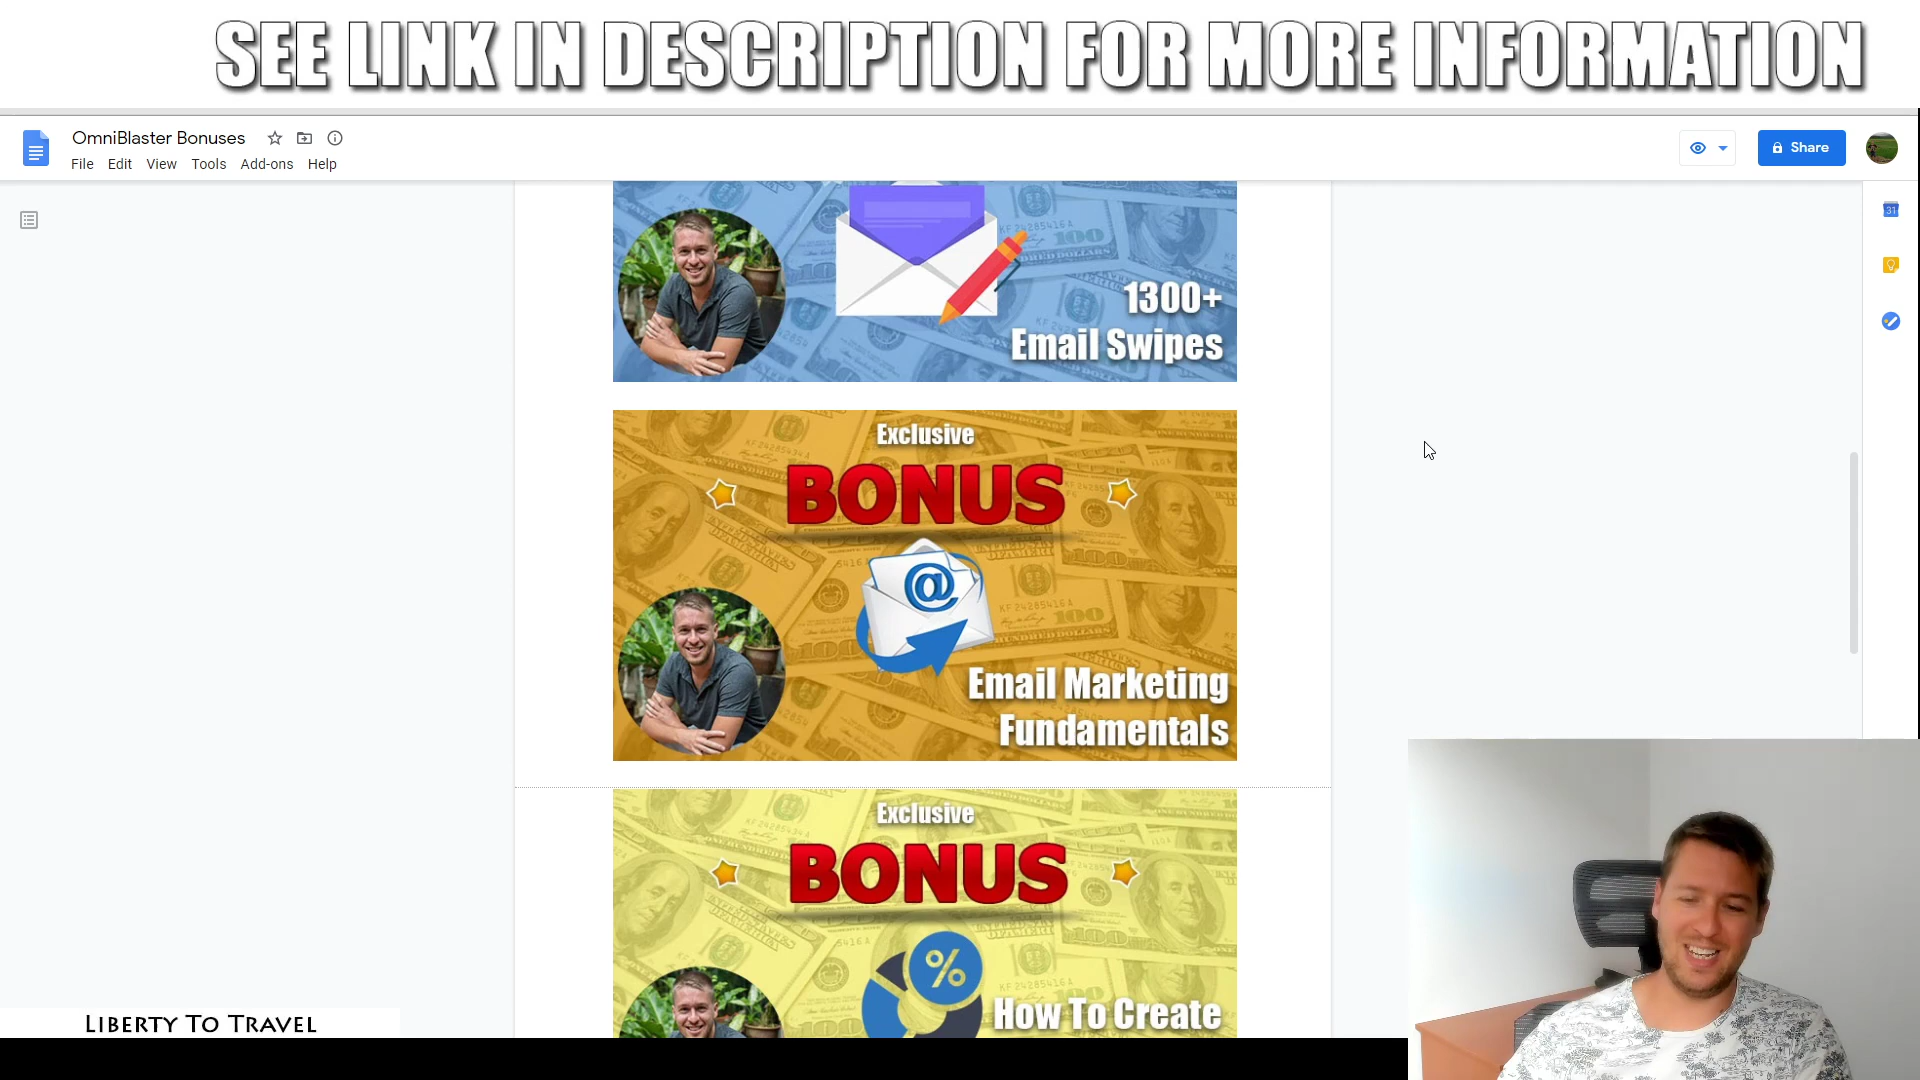 SEE LINK IN DESCRIPTION FOR MORE INFORMATION
OmniBlaster Bonuses
File Edit View Tools Add-ons Help
Share
31
1300+
Email Swipes
Exclusive
BONUS
@
Email Marketing
Fundamentals
Exclusive
BONUS
%
How To Create
LIBERTY TO TRAVEL